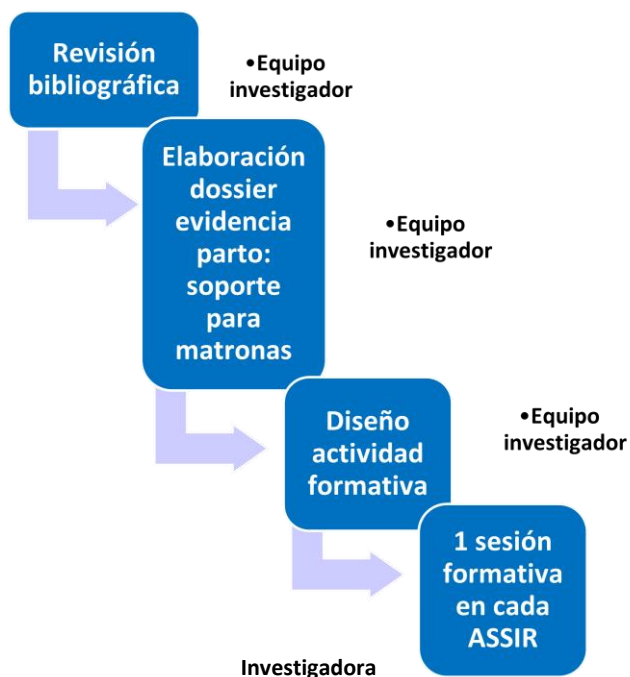 Revisión
bibliográfica
•Equipo
investigador
Elaboración
dossier
evidencia
parto:
soporte
para
matronas
•Equipo
investigador
Diseño
actividad
formativa
•Equipo
investigador
1 sesión
formativa
en cada
ASSIR
Investigadora